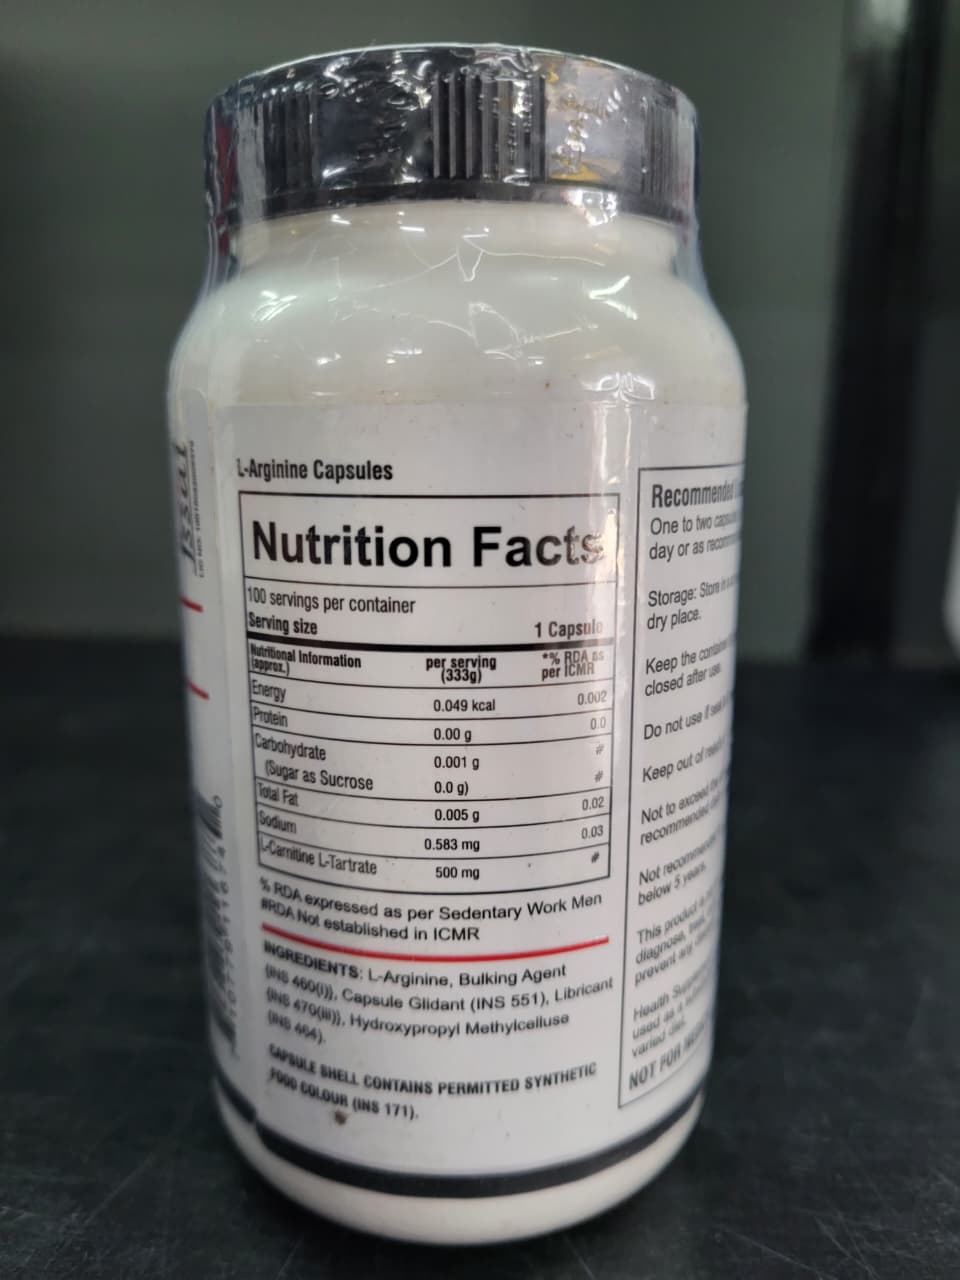 L-Arginine Capsules
Nutrition Facts
100 servings per container
Serving size 1 Capsule
Nutritional Information (approx.) per serving (333g) *% RDA as per ICMR
Energy 0.049 kcal 0.002
Protein 0.00 g 0.0
Carbohydrate 0.001 g #
(Sugar as Sucrose 0.0 g) #
Total Fat 0.005 g 0.02
Sodium 0.583 mg 0.03
L-Carnitine L-Tartrate 500 mg #
% RDA expressed as per Sedentary Work Men
#RDA Not established in ICMR
INGREDIENTS: L-Arginine, Bulking Agent
(INS 460(i)), Capsule Glidant (INS 551), Libricant
(INS 470(iii)), Hydroxypropyl Methylcelluse
(INS 464).
CAPSULE SHELL CONTAINS PERMITTED SYNTHETIC
FOOD COLOUR (INS 171).
Recommended
One to two
day or as
Storage: Store in
dry place.
Keep the
closed after use.
Do not use if
Keep out of
Not to exceed the
recommended
Not
below 5 years.
This product is
diagnose,
prevent any
Health
used as a
varied diet.
NOT FOR